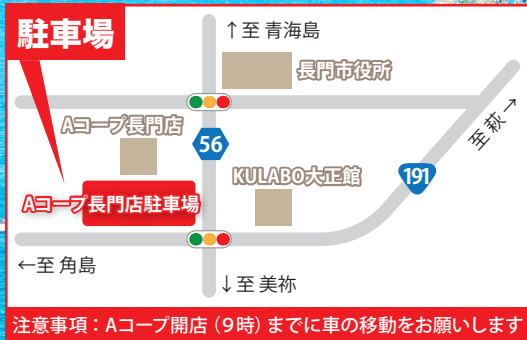 駐車場
↑至 青海島
長門市役所
Aコープ長門店
56
至 萩→
KULABO大正館
191
Aコープ長門店駐車場
←至 角島
↓至 美祢
注意事項：Aコープ開店（9時）までに車の移動をお願いします